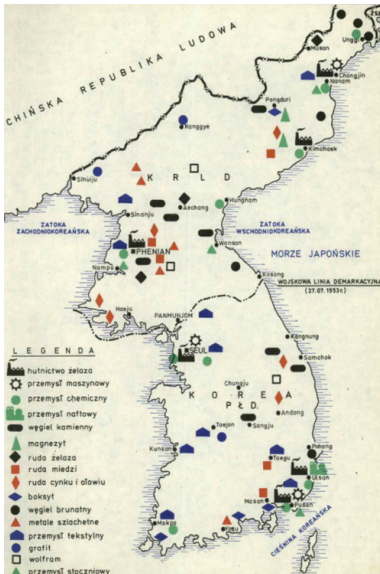 CHIŃSKA REPUBLIKA LUDOWA
Musan
Unggi
Chongjin
Nanam
Pangduri
Kanggye
Kimchaek
KRLD
Sinuiju
Hungnam
ZATOKA
ZACHODNIOKOREAŃSKA
Sinanju
Aechang
ZATOKA
WSCHODNIOKOREAŃSKA
PHENIAN
Wonsan
MORZE JAPOŃSKIE
Nampo
Kosong
WOJSKOWA LINIA DEMARKACYJNA
(27.07.1953r.)
Haeju
PANMUNJOM
Kangnung
SEUL
Samchok
Chungju
KOREA
PŁD.
Andong
Taejon
Sangju
Kunsan
Pohang
Taegu
Ulsan
Masan
Pusan
Mokpo
Yosu
CIEŚNINA KOREAŃSKA
LEGENDA
hutnictwo żelaza
przemysł maszynowy
przemysł chemiczny
przemysł naftowy
węgiel kamienny
magnezyt
ruda żelaza
ruda miedzi
ruda cynku i ołowiu
boksyt
węgiel brunatny
metale szlachetne
przemysł tekstylny
grafit
wolfram
przemysł stoczniowy